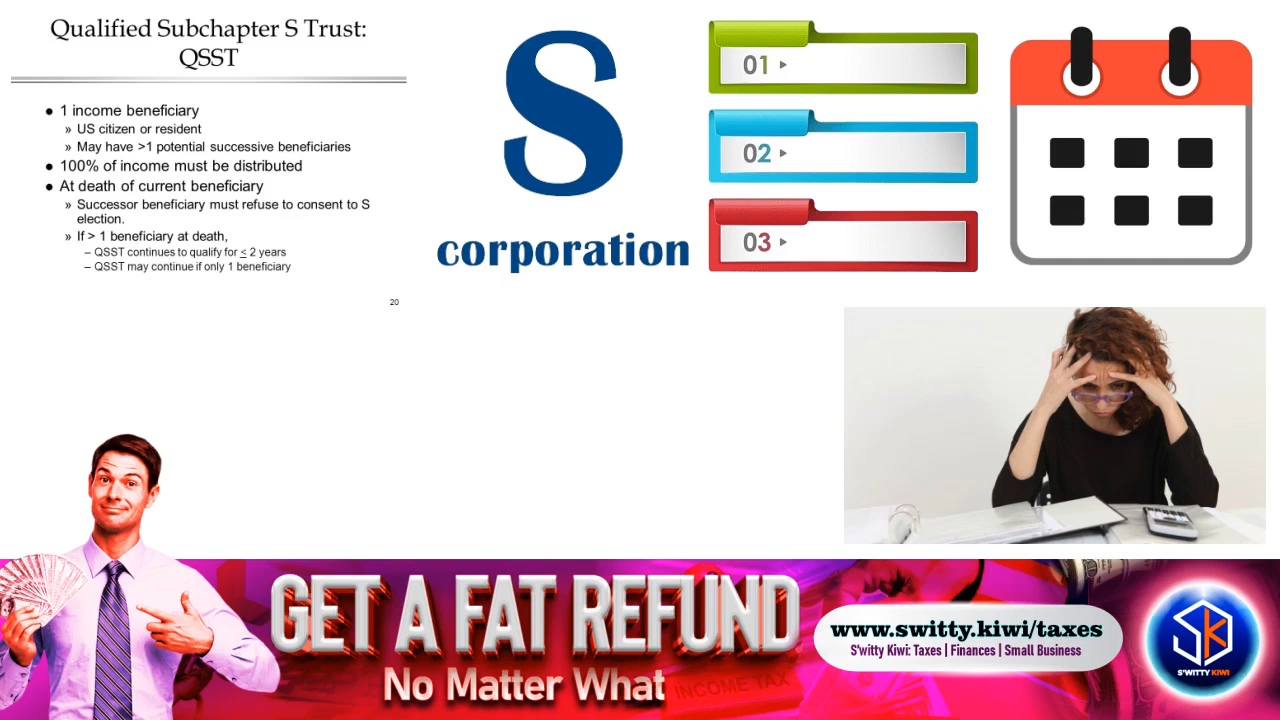 Qualified Subchapter S Trust:
QSST
● 1 income beneficiary
» US citizen or resident
» May have >1 potential successive beneficiaries
● 100% of income must be distributed
● At death of current beneficiary
» Successor beneficiary must refuse to consent to S
election.
» If > 1 beneficiary at death,
– QSST continues to qualify for ≤ 2 years
– QSST may continue if only 1 beneficiary
20
S
corporation
01
02
03
GET A FAT REFUND
No Matter What
INCOME TAX
www.switty.kiwi/taxes
S'witty Kiwi: Taxes | Finances | Small Business
SK
S'WITTY KIWI